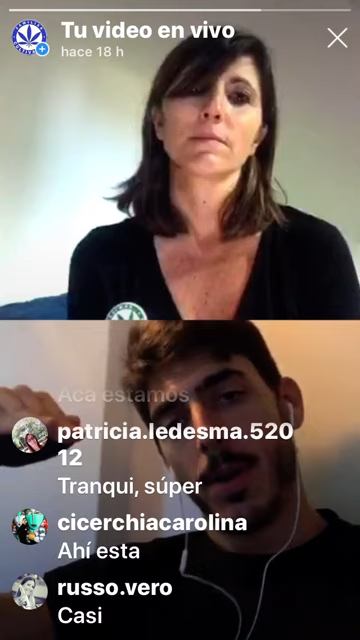 Tu video en vivo
hace 18 h
Aca estamos
patricia.ledesma.520
12
Tranqui, súper
cicerchiacarolina
Ahí esta
russo.vero
Casi